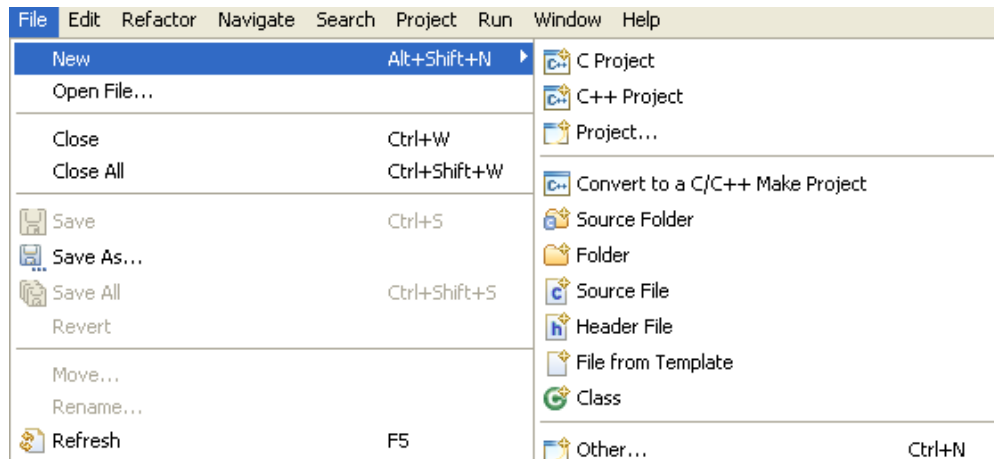 File Edit Refactor Navigate Search Project Run Window Help
New Alt+Shift+N
Open File...
Close Ctrl+W
Close All Ctrl+Shift+W
Save Ctrl+S
Save As...
Save All Ctrl+Shift+S
Revert
Move...
Rename...
Refresh F5
C Project
C++ Project
Project...
Convert to a C/C++ Make Project
Source Folder
Folder
Source File
Header File
File from Template
Class
Other... Ctrl+N